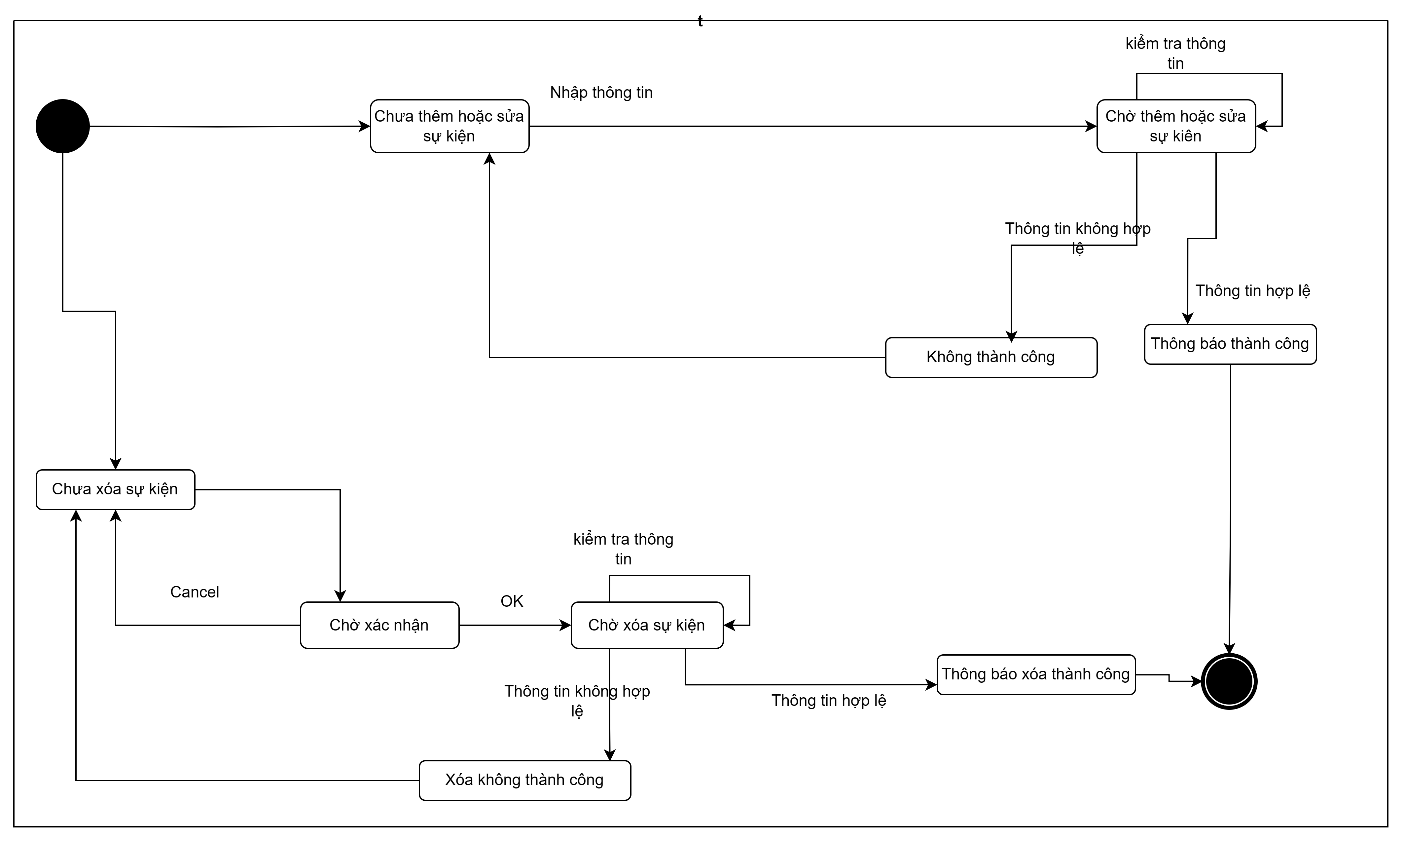 t
kiểm tra thông
tin
Nhập thông tin
Chưa thêm hoặc sửa
sự kiện
Chờ thêm hoặc sửa
sự kiên
Thông tin không hợp
lệ
Thông tin hợp lệ
Không thành công
Thông báo thành công
Chựa xóa sự kiện
kiểm tra thông
tin
Cancel
OK
Chờ xác nhận
Chờ xóa sự kiện
Thông báo xóa thành công
Thông tin không hợp
lệ
Thông tin hợp lệ
Xóa không thành công